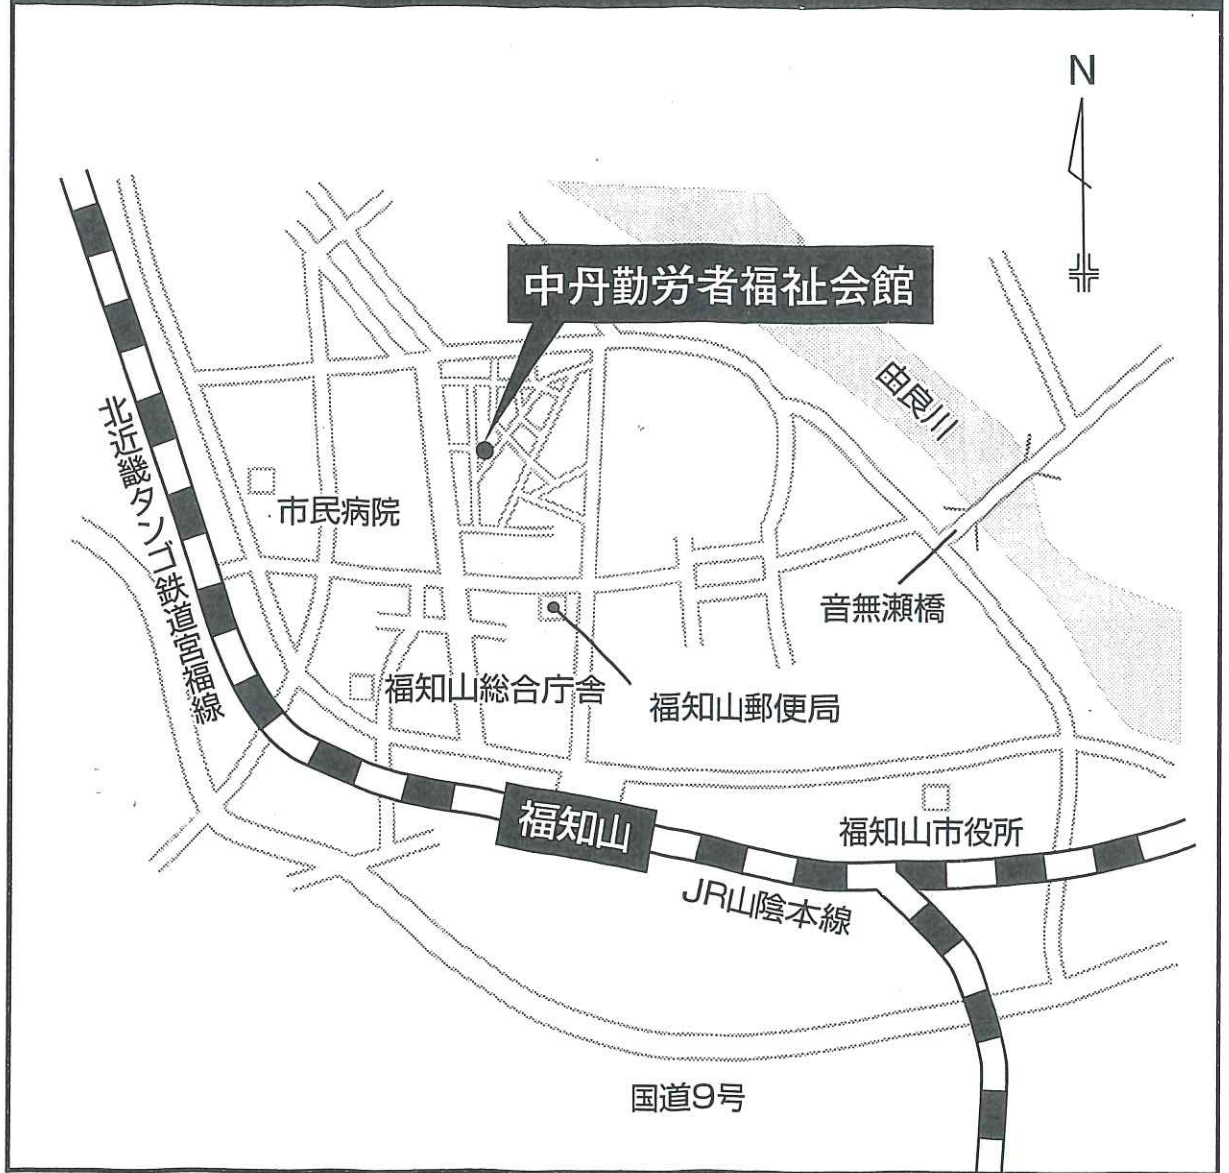 N
中丹勤労者福祉会館
由良川
北近畿タンゴ鉄道宮福線
市民病院
音無瀬橋
福知山総合庁舎
福知山郵便局
福知山
福知山市役所
JR山陰本線
国道9号